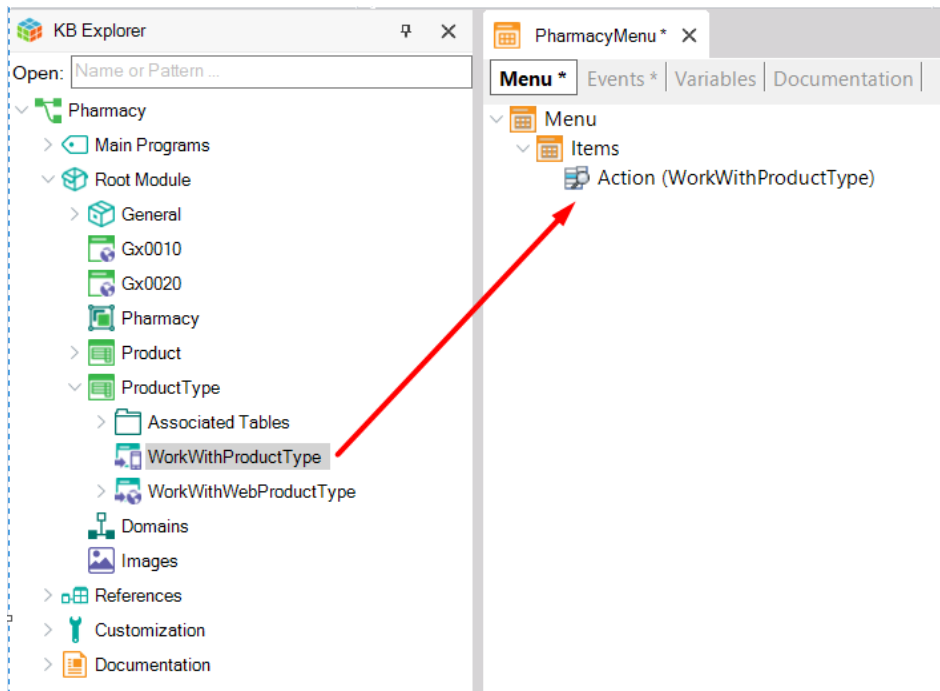 KB Explorer
Open: Name or Pattern ...
Pharmacy
Main Programs
Root Module
General
Gx0010
Gx0020
Pharmacy
Product
ProductType
Associated Tables
WorkWithProductType
WorkWithWebProductType
Domains
Images
References
Customization
Documentation
PharmacyMenu *
Menu * Events * Variables Documentation
Menu
Items
Action (WorkWithProductType)